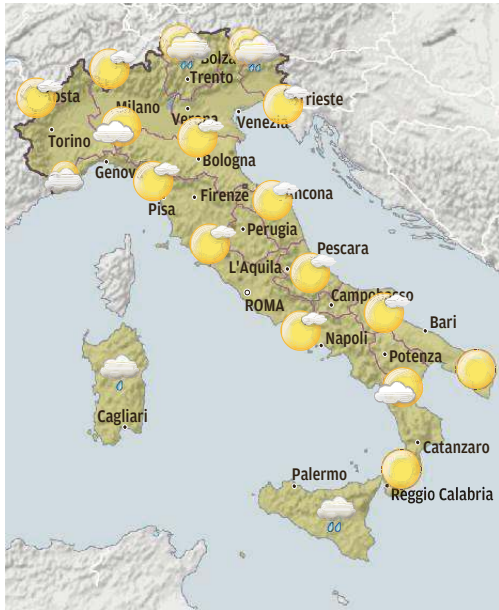 Bolza
Trento
osta
Milano
Verona
Venezia
rieste
Torino
Genov
Bologna
Pisa
Firenze
ncona
Perugia
Pescara
L'Aquila
ROMA
Campobasso
Bari
Napoli
Potenza
Cagliari
Catanzaro
Palermo
Reggio Calabria